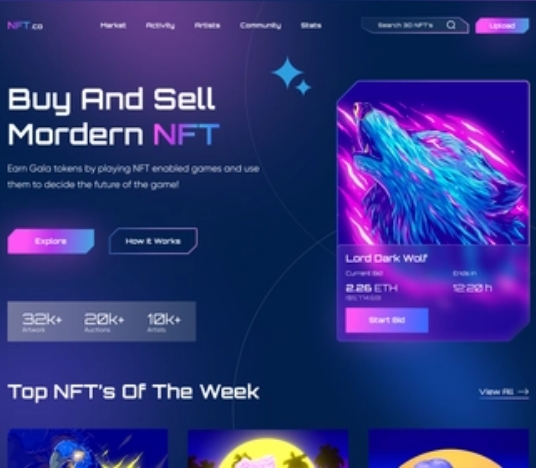 NFT.co
Market Activity Artists Community Stats
Search 3D NFT's
Upload
Buy And Sell
Mordern NFT
Earn Gala tokens by playing NFT enabled games and use
them to decide the future of the game!
Explore
How it Works
32k+ 20k+ 10k+
Artwork Auctions Artists
Lord Dark Wolf
Current Bid Ends in
2.26 ETH 12:20 h
Start Bid
Top NFT's Of The Week
View All